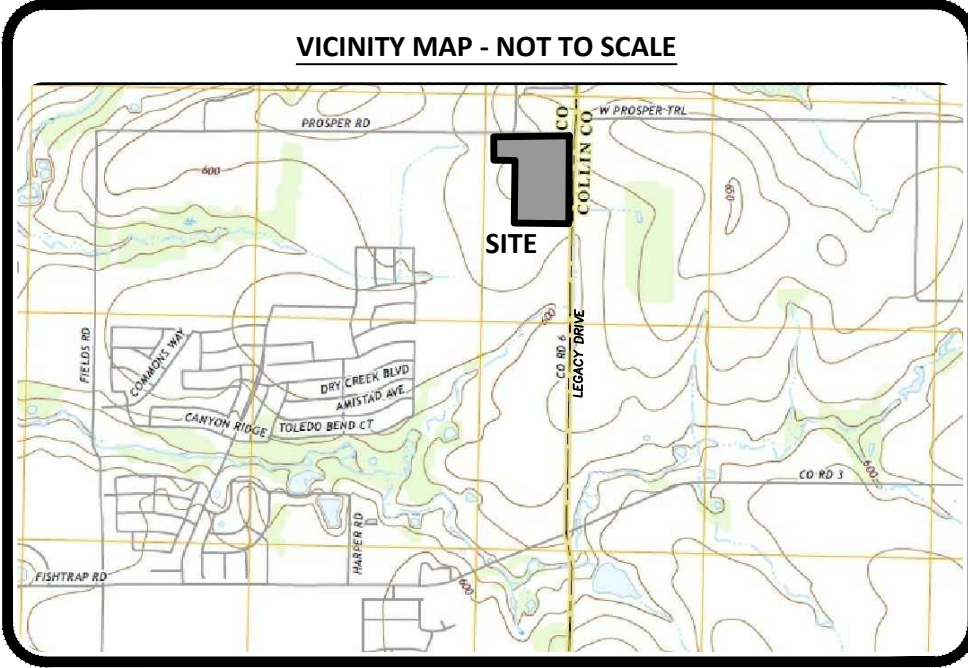 VICINITY MAP - NOT TO SCALE
PROSPER RD
CO
COLLIN CO
W PROSPER TRL
600
650
SITE
600
FIELDS RD
COMMONS WAY
CO RD 6
LEGACY DRIVE
DRY CREEK BLVD
AMISTAD AVE
CANYON RIDGE
TOLEDO BEND CT
CO RD 3
600
HARPER RD
FISHTRAP RD
600